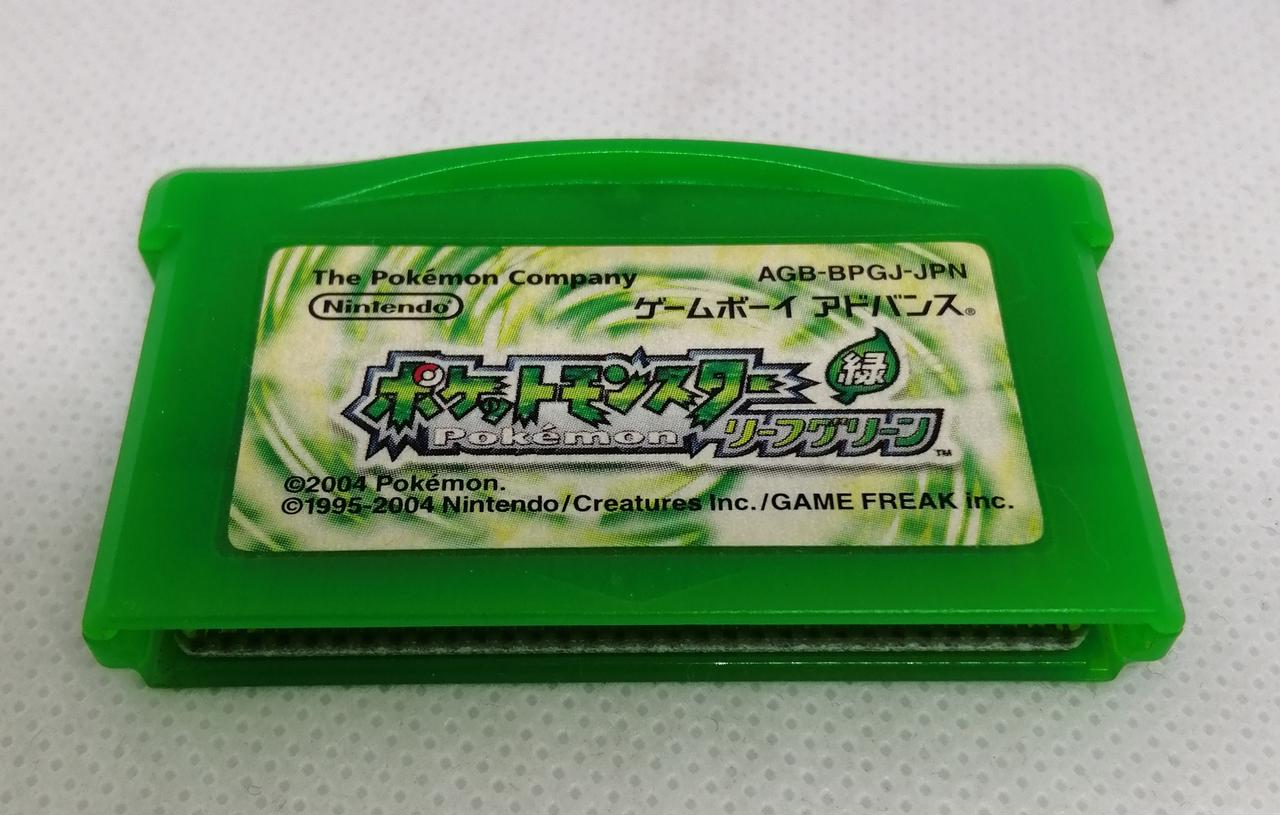 The Pokémon Company
AGB-BPGJ-JPN
Nintendo
ゲームボーイ アドバンス®
ポケットモンスター
緑
Pokémon
リーフグリーン™
©2004 Pokémon.
©1995-2004 Nintendo/Creatures Inc./GAME FREAK inc.